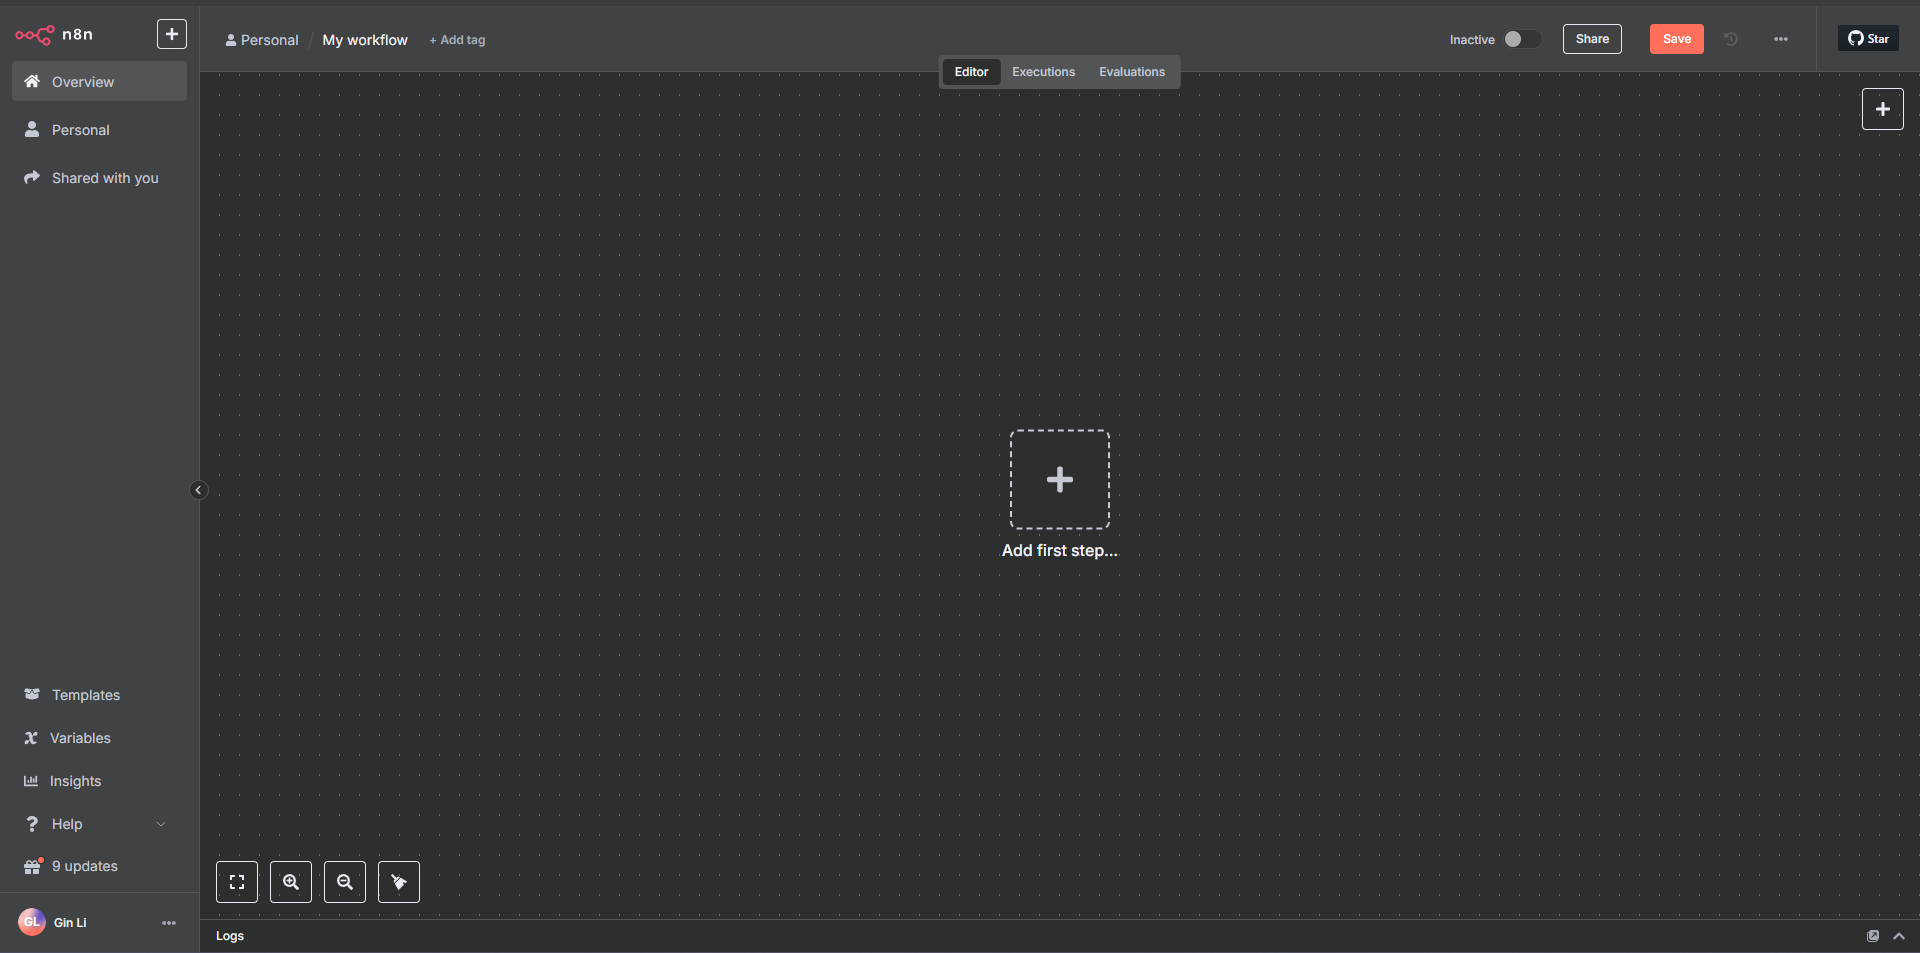 n8n
Overview
Personal
Shared with you
Templates
Variables
Insights
Help
9 updates
GL Gin Li
Personal / My workflow + Add tag
Inactive
Share
Save
Star
Editor Executions Evaluations
Add first step...
Logs